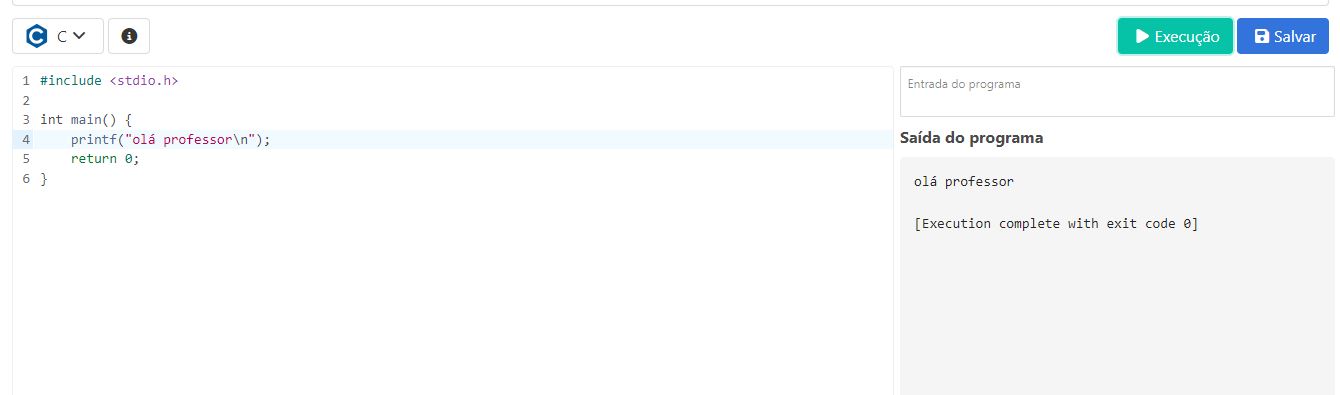 C
Execução
Salvar
1 #include <stdio.h>
2
3 int main() {
4     printf("olá professor\n");
5     return 0;
6 }
Entrada do programa
Saída do programa
olá professor
[Execution complete with exit code 0]